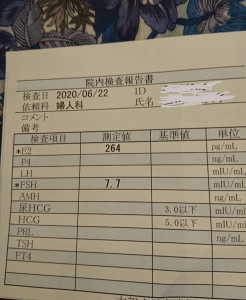 院内検査報告書
検査日 2020/06/22 ID
依頼科 婦人科 氏名
コメント
備考
検査項目 測定値 基準値 単位
*E2 264 pg/mL
P4 ng/mL
LH mIU/mL
*FSH 7.7 mIU/mL
AMH ng/mL
尿HCG 3.0以下 mIU/m
HCG 5.0以下 mIU/m
PRL ng/mL
TSH
FT4